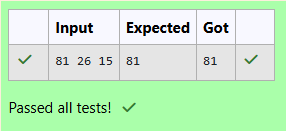 Input Expected Got
81 26 15 81 81
Passed all tests!